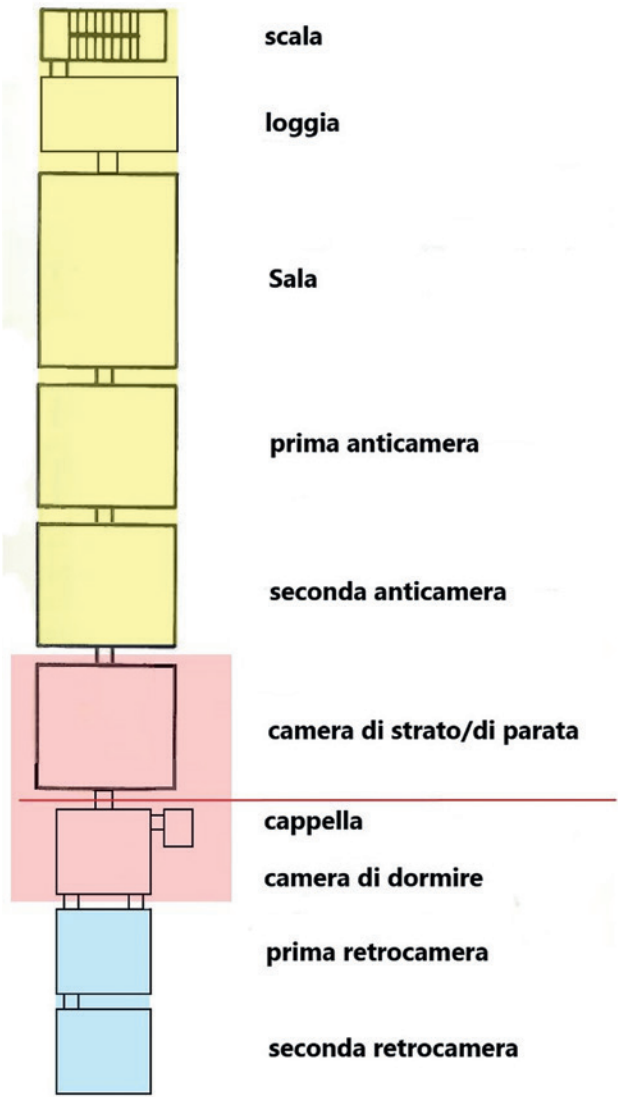 scala
loggia
Sala
prima anticamera
seconda anticamera
camera di strato/di parata
cappella
camera di dormire
prima retrocamera
seconda retrocamera